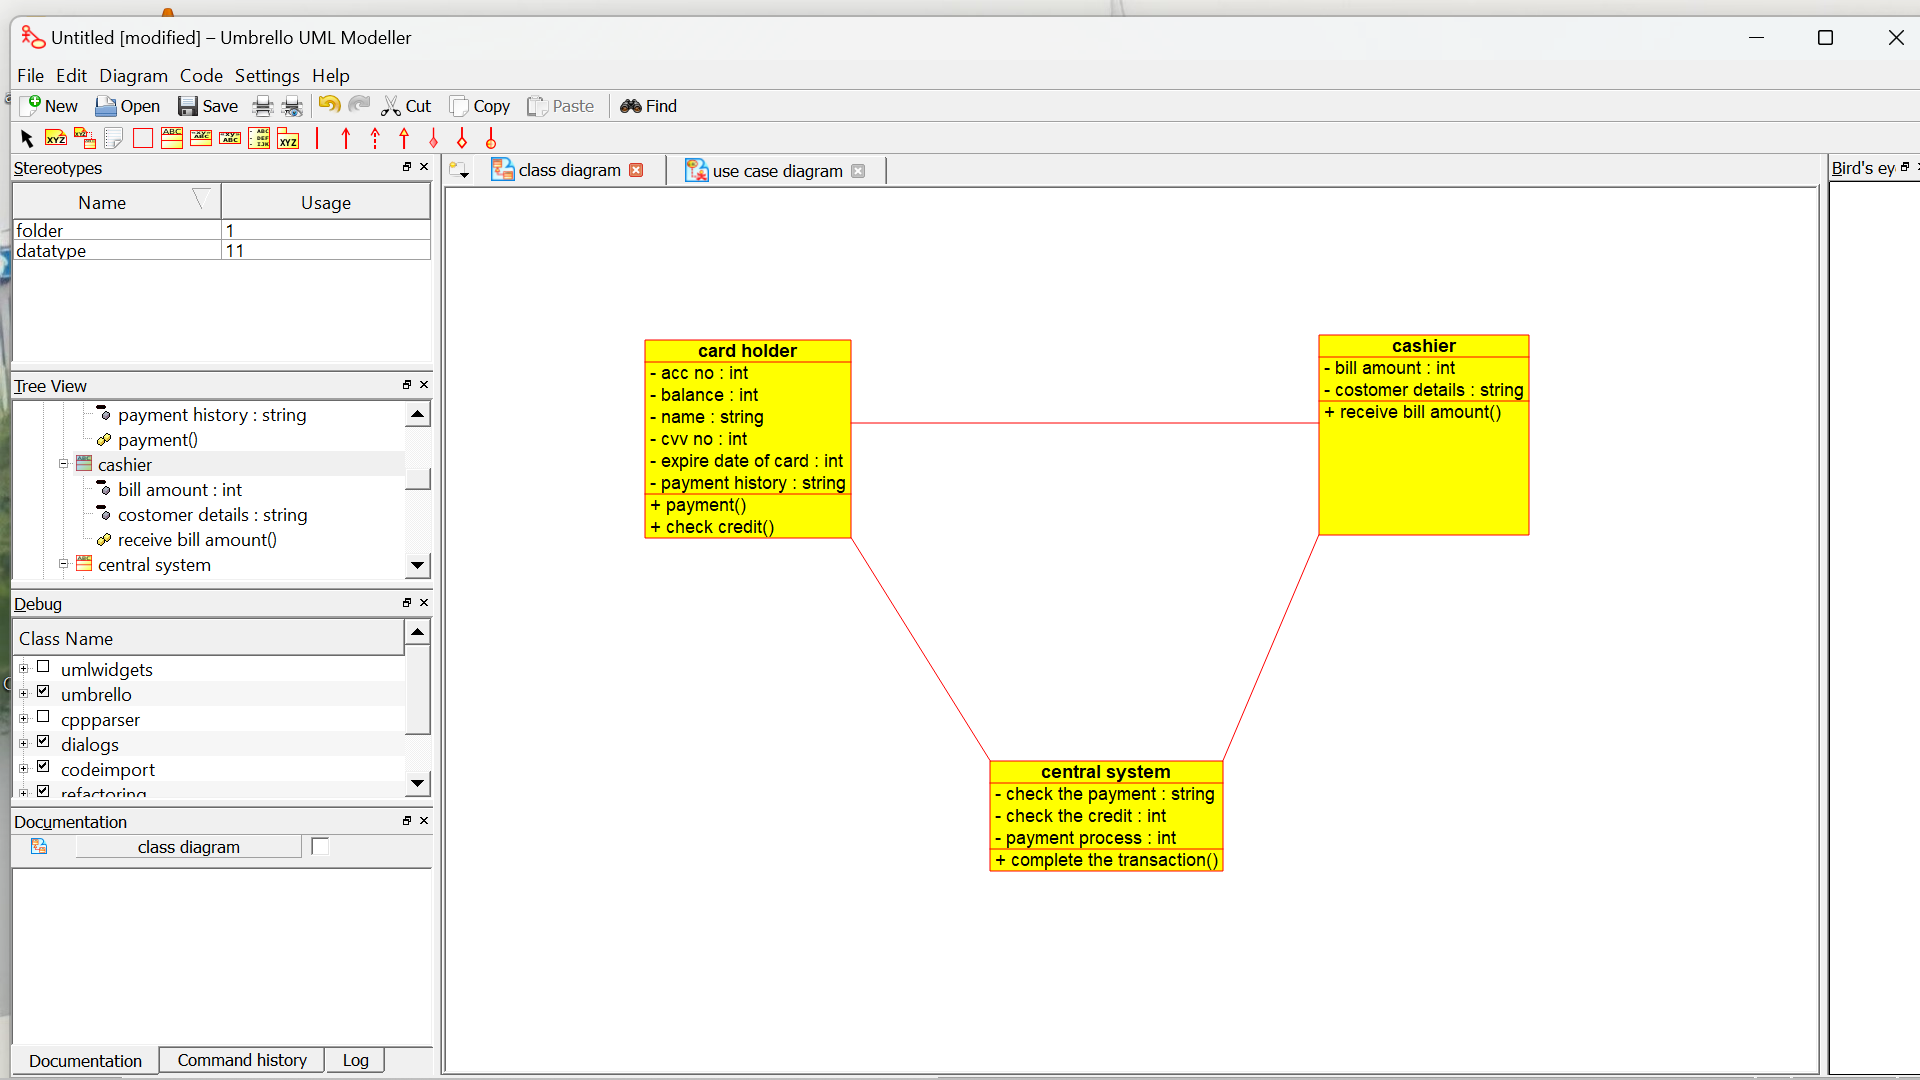 Untitled [modified] – Umbrello UML Modeller
File Edit Diagram Code Settings Help
New Open Save Cut Copy Paste Find
Stereotypes
Name Usage
folder 1
datatype 11
Tree View
payment history : string
payment()
cashier
bill amount : int
costomer details : string
receive bill amount()
central system
Debug
Class Name
umlwidgets
umbrello
cppparser
dialogs
codeimport
refactoring
Documentation
class diagram
Documentation Command history Log
class diagram use case diagram
card holder
- acc no : int
- balance : int
- name : string
- cvv no : int
- expire date of card : int
- payment history : string
+ payment()
+ check credit()
cashier
- bill amount : int
- costomer details : string
+ receive bill amount()
central system
- check the payment : string
- check the credit : int
- payment process : int
+ complete the transaction()
Bird's ey